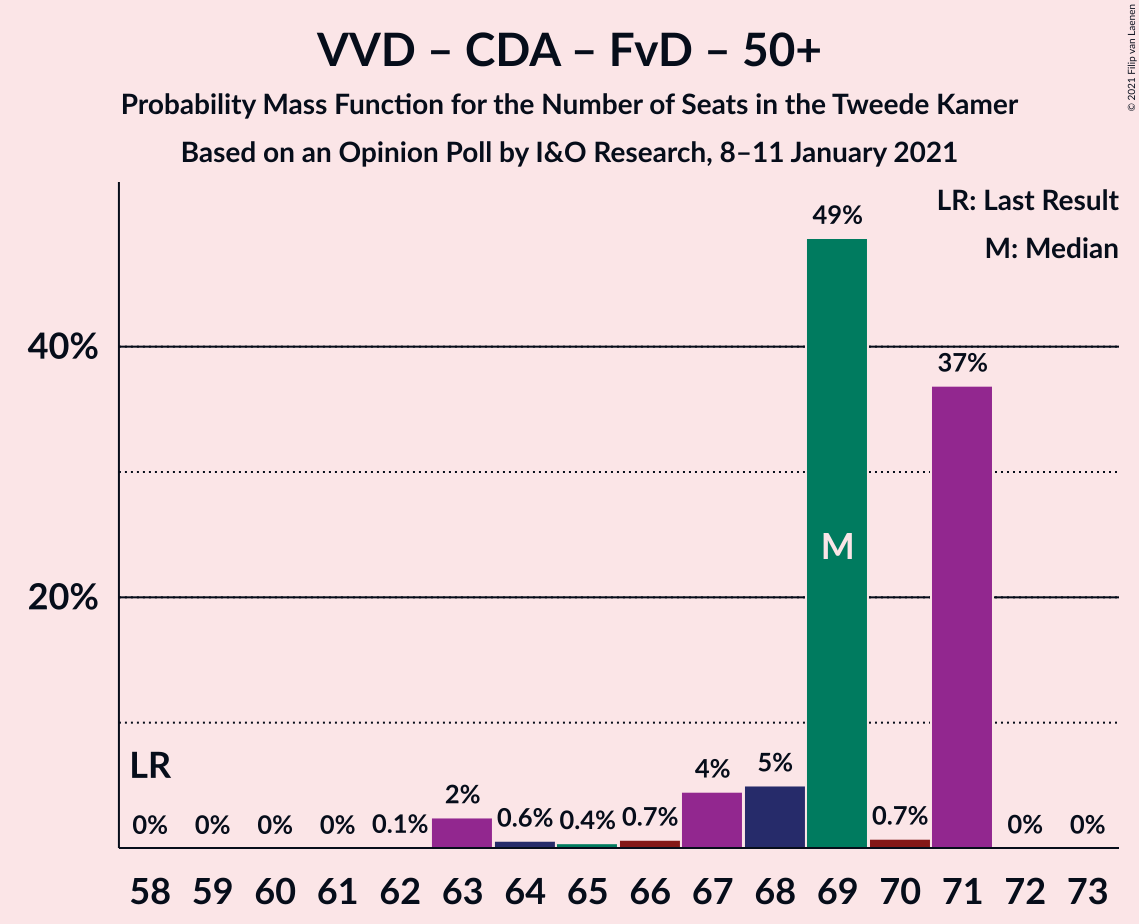 VVD – CDA – FvD – 50+
Probability Mass Function for the Number of Seats in the Tweede Kamer
Based on an Opinion Poll by I&O Research, 8–11 January 2021
© 2021 Filip van Laenen
LR: Last Result
M: Median
49%
40%
37%
M
20%
LR
0% 0% 0% 0% 0.1% 2% 0.6% 0.4% 0.7% 4% 5% 0.7% 0% 0%
58 59 60 61 62 63 64 65 66 67 68 69 70 71 72 73